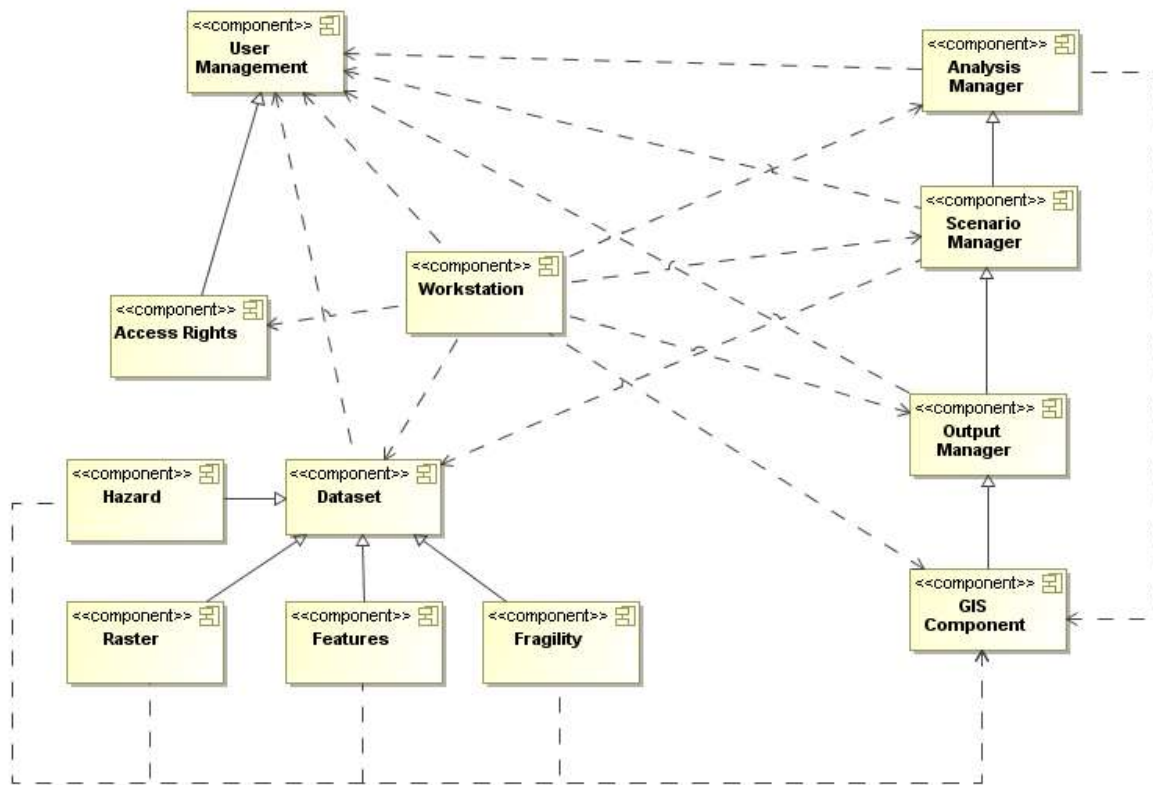 <<component>>
User
Management
<<component>>
Analysis
Manager
<<component>>
Scenario
Manager
<<component>>
Workstation
<<component>>
Access Rights
<<component>>
Output
Manager
<<component>>
Hazard
<<component>>
Dataset
<<component>>
GIS
Component
<<component>>
Raster
<<component>>
Features
<<component>>
Fragility